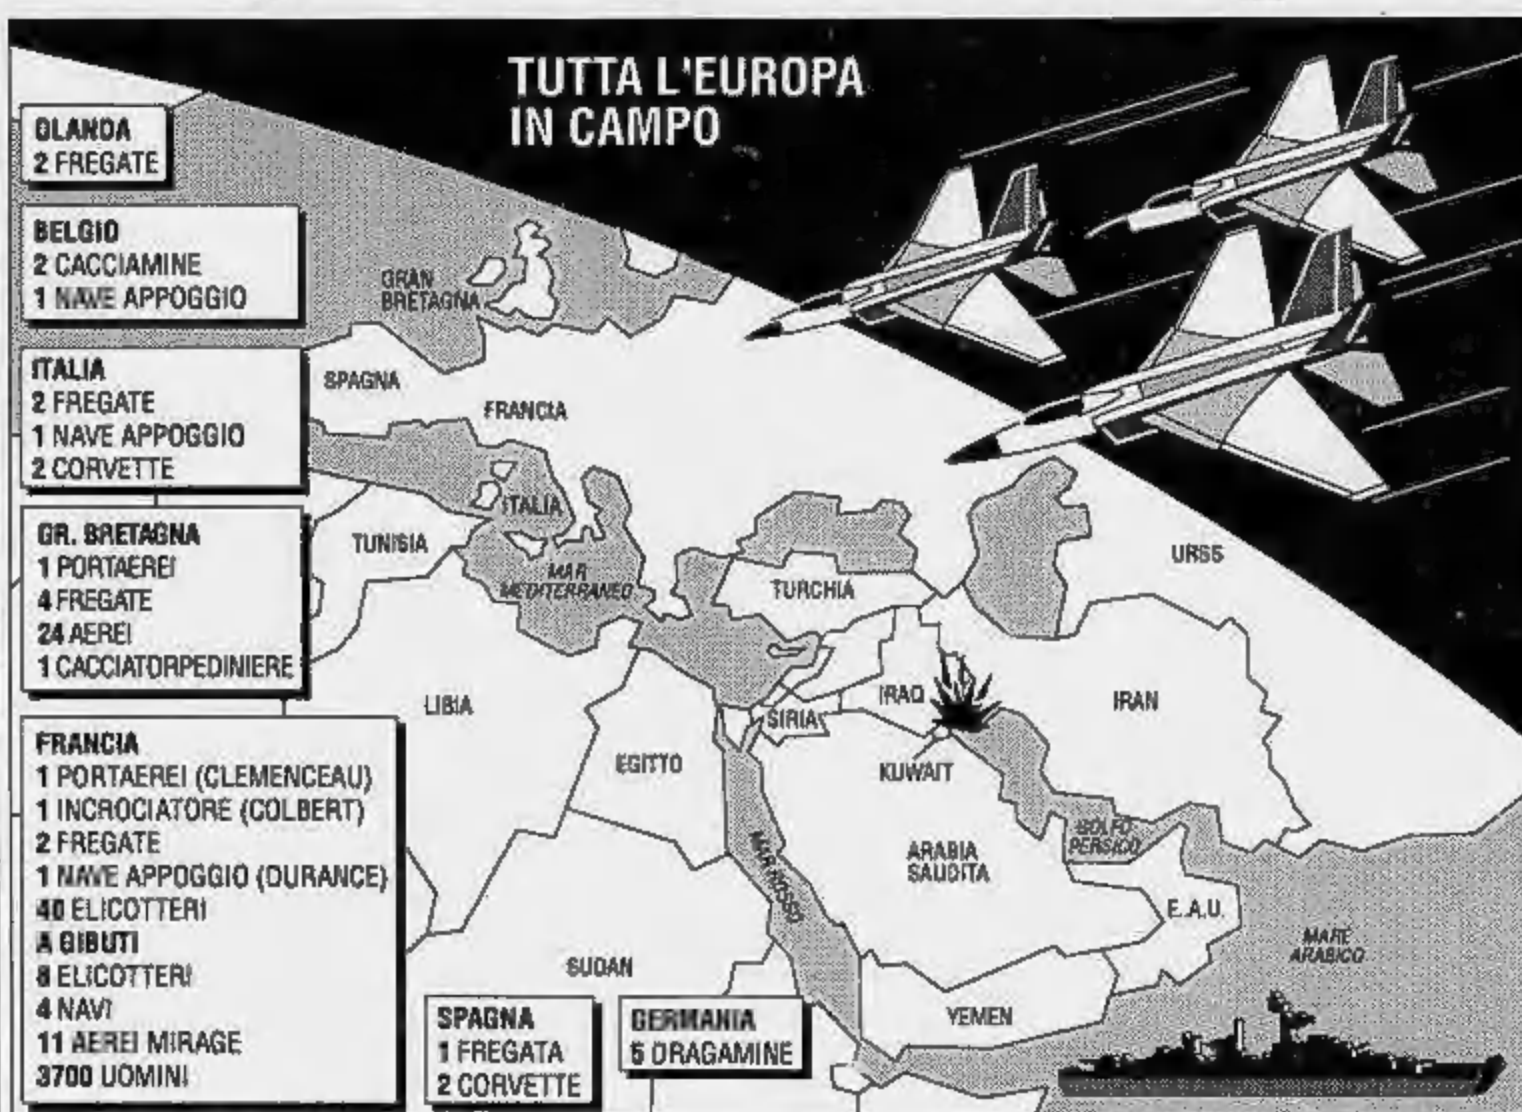 TUTTA L'EUROPA
IN CAMPO
OLANDA
2 FREGATE
BELGIO
2 CACCIAMINE
1 NAVE APPOGGIO
ITALIA
2 FREGATE
1 NAVE APPOGGIO
2 CORVETTE
GR. BRETAGNA
1 PORTAEREI
4 FREGATE
24 AEREI
1 CACCIATORPEDINIERE
FRANCIA
1 PORTAEREI (CLEMENCEAU)
1 INCROCIATORE (COLBERT)
2 FREGATE
1 NAVE APPOGGIO (DURANCE)
40 ELICOTTERI
A GIBUTI
8 ELICOTTERI
4 NAVI
11 AEREI MIRAGE
3700 UOMINI
SPAGNA
1 FREGATA
2 CORVETTE
GERMANIA
5 DRAGAMINE
GRAN
BRETAGNA
SPAGNA
FRANCIA
ITALIA
TUNISIA
MAR
MEDITERRANEO
TURCHIA
URSS
LIBIA
EGITTO
SIRIA
IRAQ
IRAN
KUWAIT
GOLFO
PERSICO
ARABIA
SAUDITA
MAR ROSSO
E.A.U.
MARE
ARABICO
SUDAN
YEMEN